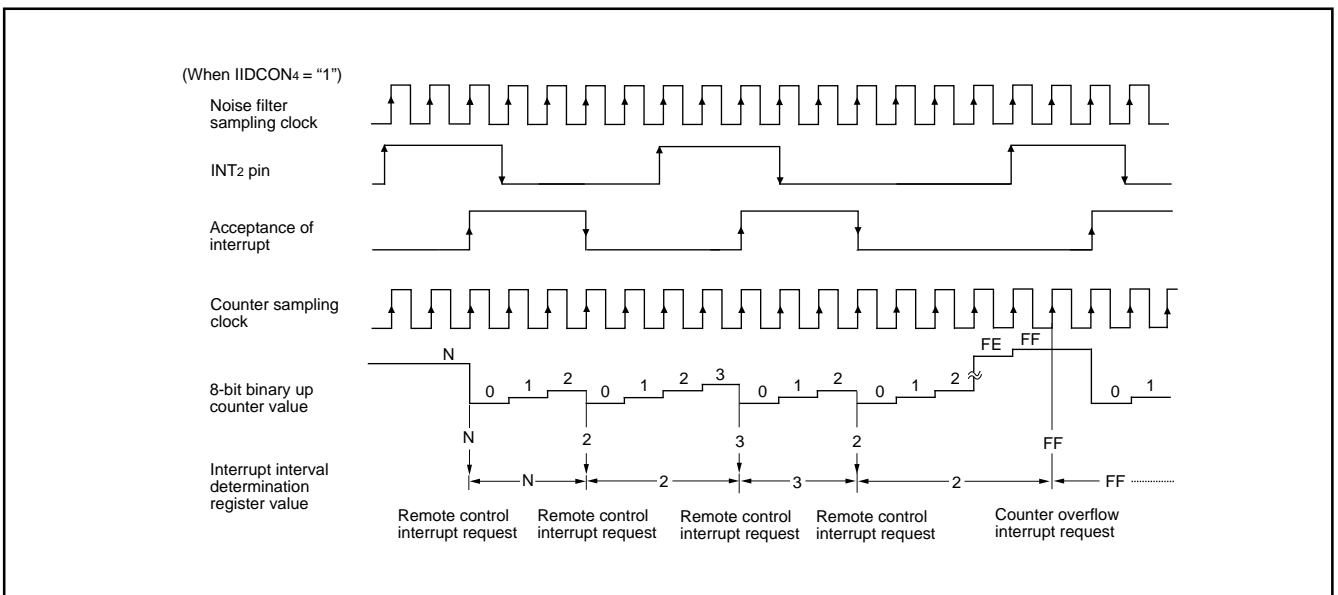 (When IIDCON4 = “1”)
Noise filter
sampling clock
INT2 pin
Acceptance of
interrupt
Counter sampling
clock
N
FE
FF
8-bit binary up
counter value
0
1
2
0
1
2
3
0
1
2
0
1
2
0
1
N
2
3
2
FF
Interrupt interval
determination
register value
N
2
3
2
FF
Remote control
interrupt request
Remote control
interrupt request
Remote control
interrupt request
Remote control
interrupt request
Counter overflow
interrupt request